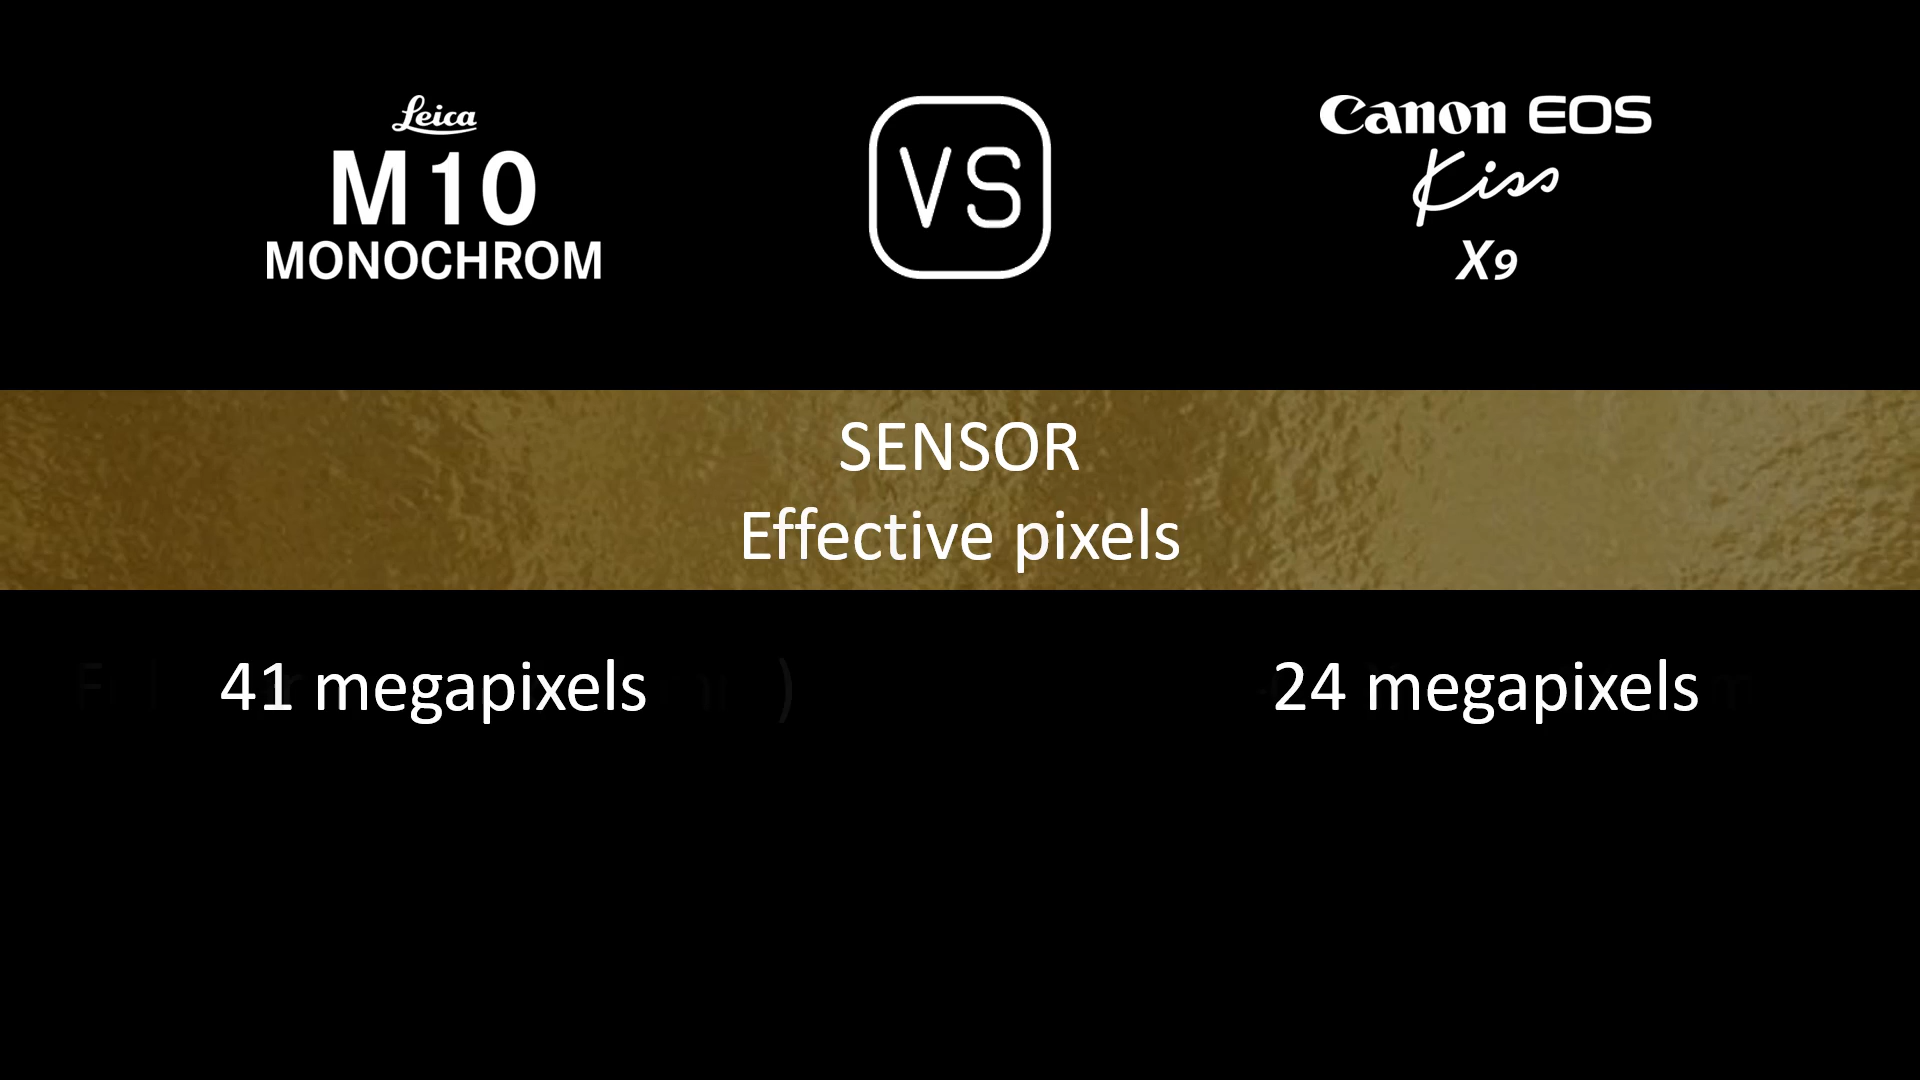 Leica
M10
MONOCHROM
VS
Canon EOS
Kiss
X9
SENSOR
Effective pixels
41 megapixels
24 megapixels